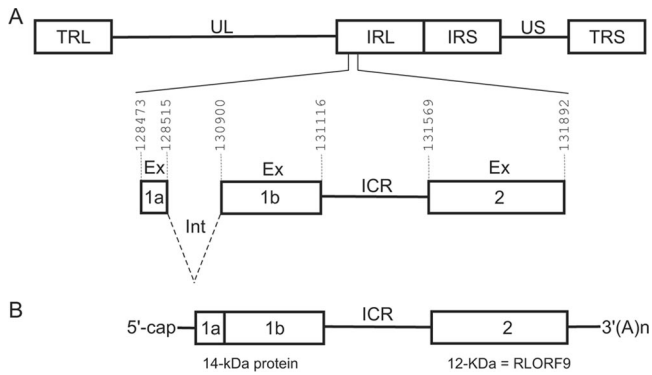 A
TRL UL IRL IRS US TRS
128473 128515 130900 131116 131569 131892
Ex Ex Ex
1a 1b ICR 2
Int
B
5'-cap 1a 1b ICR 2 3'(A)n
14-kDa protein 12-KDa = RLORF9